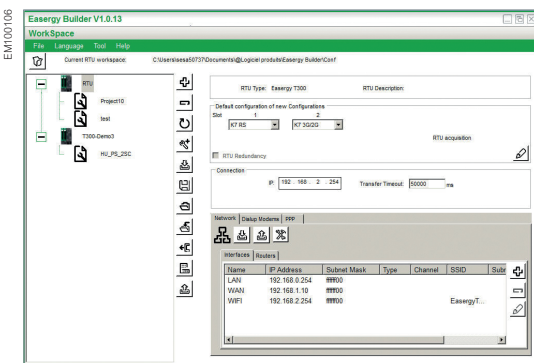 EM100106
Easergy Builder V1.0.13
WorkSpace
File Language Tool Help
Current RTU workspace: C:\Users\sesa50737\Documents\@Logiciel produits\Easergy Builder\Conf
RTU
Project10
test
T300-Demo3
HU_PS_2SC
RTU Type: Easergy T300 RTU Description:
Default configuration of new Configurations
Slot 1 2
K7 RS K7 3G/2G
RTU acquisition
RTU Redundancy
Connection
IP: 192 . 168 . 2 . 254 Transfer Timeout: 50000 ms
Network Dialup Modems PPP
Interfaces Routers
Name IP Address Subnet Mask Type Channel SSID Subr
LAN 192.168.0.254 ffffff00
WAN 192.168.1.10 ffffff00
WIFI 192.168.2.254 ffffff00 EasergyT...